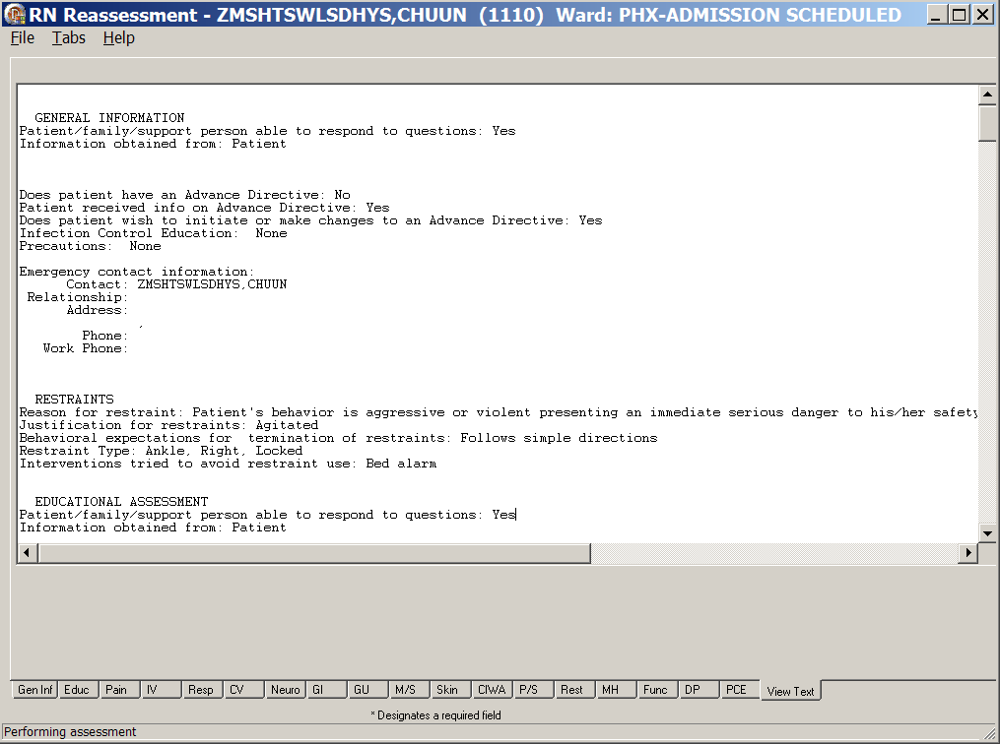 RN Reassessment - ZMSHTSWLSDHYS,CHUUN (1110) Ward: PHX-ADMISSION SCHEDULED
File Tabs Help
GENERAL INFORMATION
Patient/family/support person able to respond to questions: Yes
Information obtained from: Patient
Does patient have an Advance Directive: No
Patient received info on Advance Directive: Yes
Does patient wish to initiate or make changes to an Advance Directive: Yes
Infection Control Education: None
Precautions: None
Emergency contact information:
Contact: ZMSHTSWLSDHYS,CHUUN
Relationship:
Address:
,
Phone:
Work Phone:
RESTRAINTS
Reason for restraint: Patient's behavior is aggressive or violent presenting an immediate serious danger to his/her safety
Justification for restraints: Agitated
Behavioral expectations for termination of restraints: Follows simple directions
Restraint Type: Ankle, Right, Locked
Interventions tried to avoid restraint use: Bed alarm
EDUCATIONAL ASSESSMENT
Patient/family/support person able to respond to questions: Yes
Information obtained from: Patient
Gen Inf Educ Pain IV Resp CV Neuro GI GU M/S Skin CIWA P/S Rest MH Func DP PCE View Text
* Designates a required field
Performing assessment